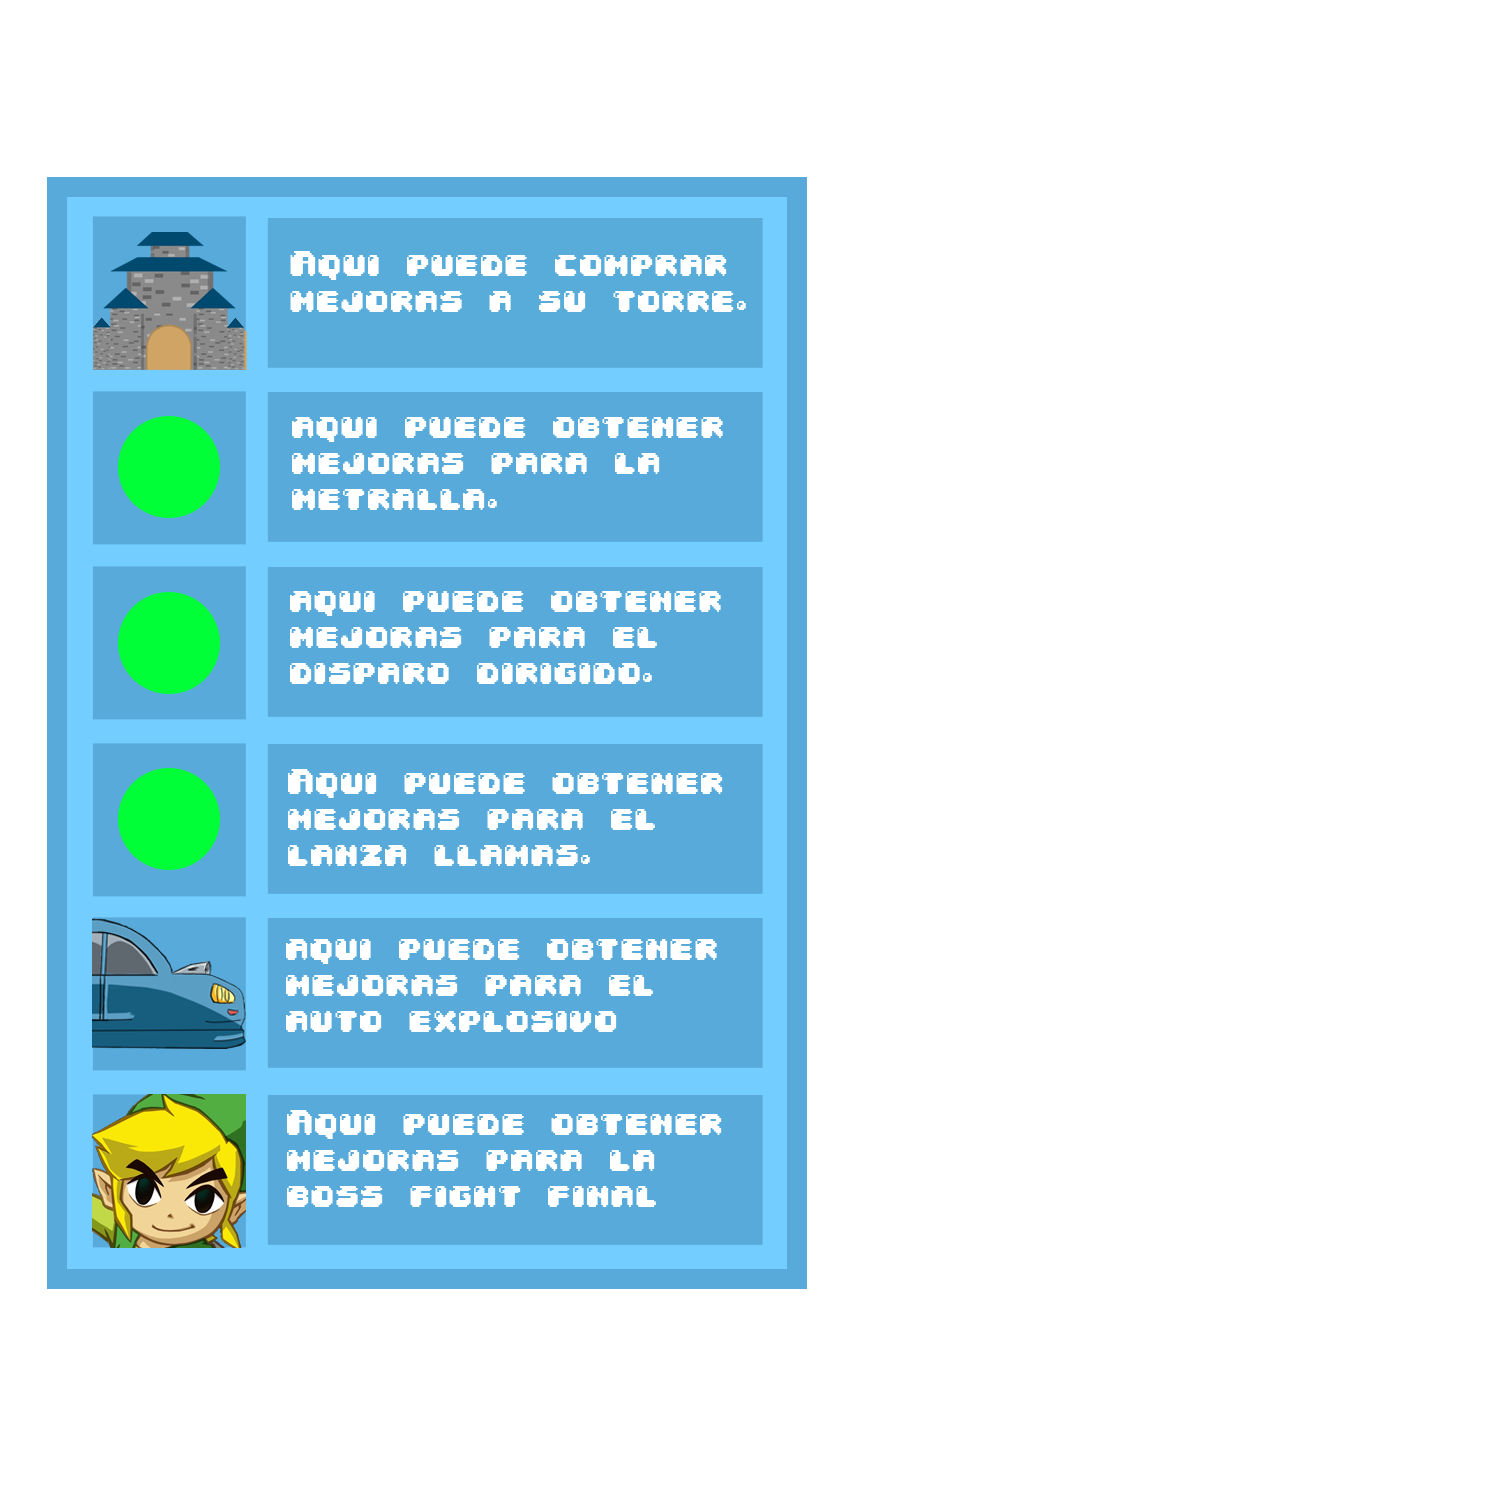 Aqui puede comprar
mejoras a su torre.
aqui puede obtener
mejoras para la
metralla.
aqui puede obtener
mejoras para el
disparo dirigido.
Aqui puede obtener
mejoras para el
lanza llamas.
aqui puede obtener
mejoras para el
auto explosivo
Aqui puede obtener
mejoras para la
boss fight final